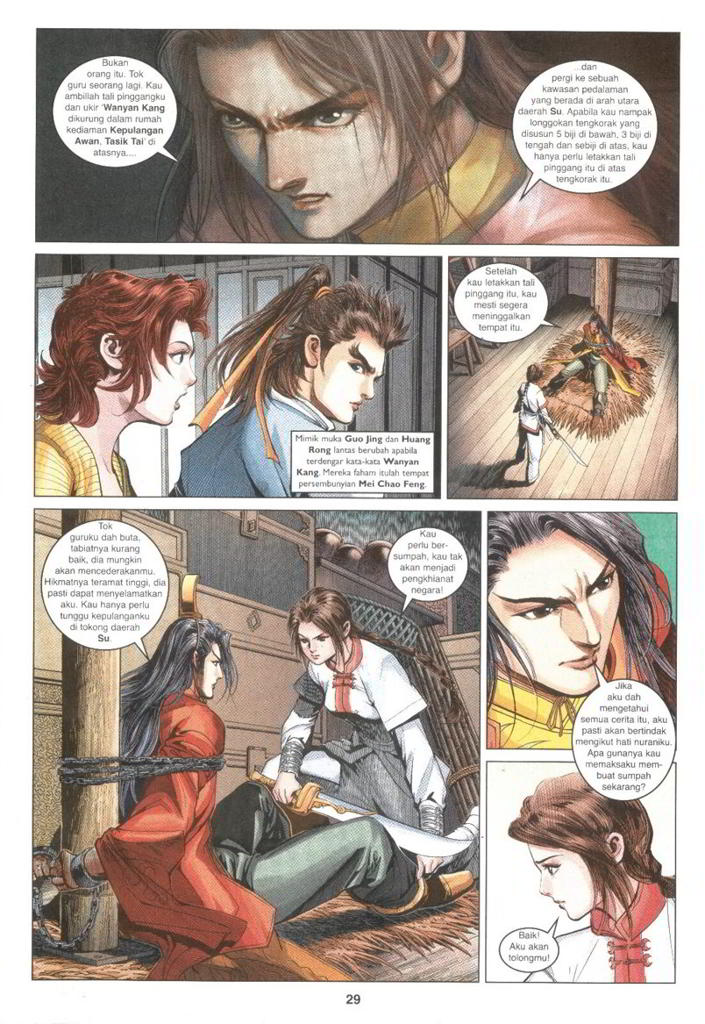 Bukan
orang itu. Tok
guru seorang lagi. Kau
ambillah tali pinggangku
dan ukir 'Wanyan Kang
dikurung dalam rumah
kediaman Kepulangan
Awan, Tasik Tai' di
atasnya....
...dan
pergi ke sebuah
kawasan pedalaman
yang berada di arah utara
daerah Su. Apabila kau nampak
longgokan tengkorak yang
disusun 5 biji di bawah, 3 biji di
tengah dan sebiji di atas, kau
hanya perlu letakkan tali
pinggang itu di atas
tengkorak itu.
Mimik muka Guo Jing dan Huang
Rong lantas berubah apabila
terdengar kata-kata Wanyan
Kang. Mereka faham itulah tempat
persembunyian Mei Chao Feng.
Setelah
kau letakkan tali
pinggang itu, kau
mesti segera
meninggalkan
tempat itu.
Tok
guruku dah buta,
tabiatnya kurang
baik, dia mungkin
akan mencederakanmu.
Hikmatnya teramat tinggi, dia
pasti dapat menyelamatkan
aku. Kau hanya perlu
tunggu kepulanganku
di tokong daerah
Su.
Kau
perlu ber-
sumpah, kau tak
akan menjadi
pengkhianat
negara!
Jika
aku dah
mengetahui
semua cerita itu, aku
pasti akan bertindak
mengikut hati nuraniku.
Apa gunanya kau
memaksaku mem-
buat sumpah
sekarang?
Baik!
Aku akan
tolongmu!
29